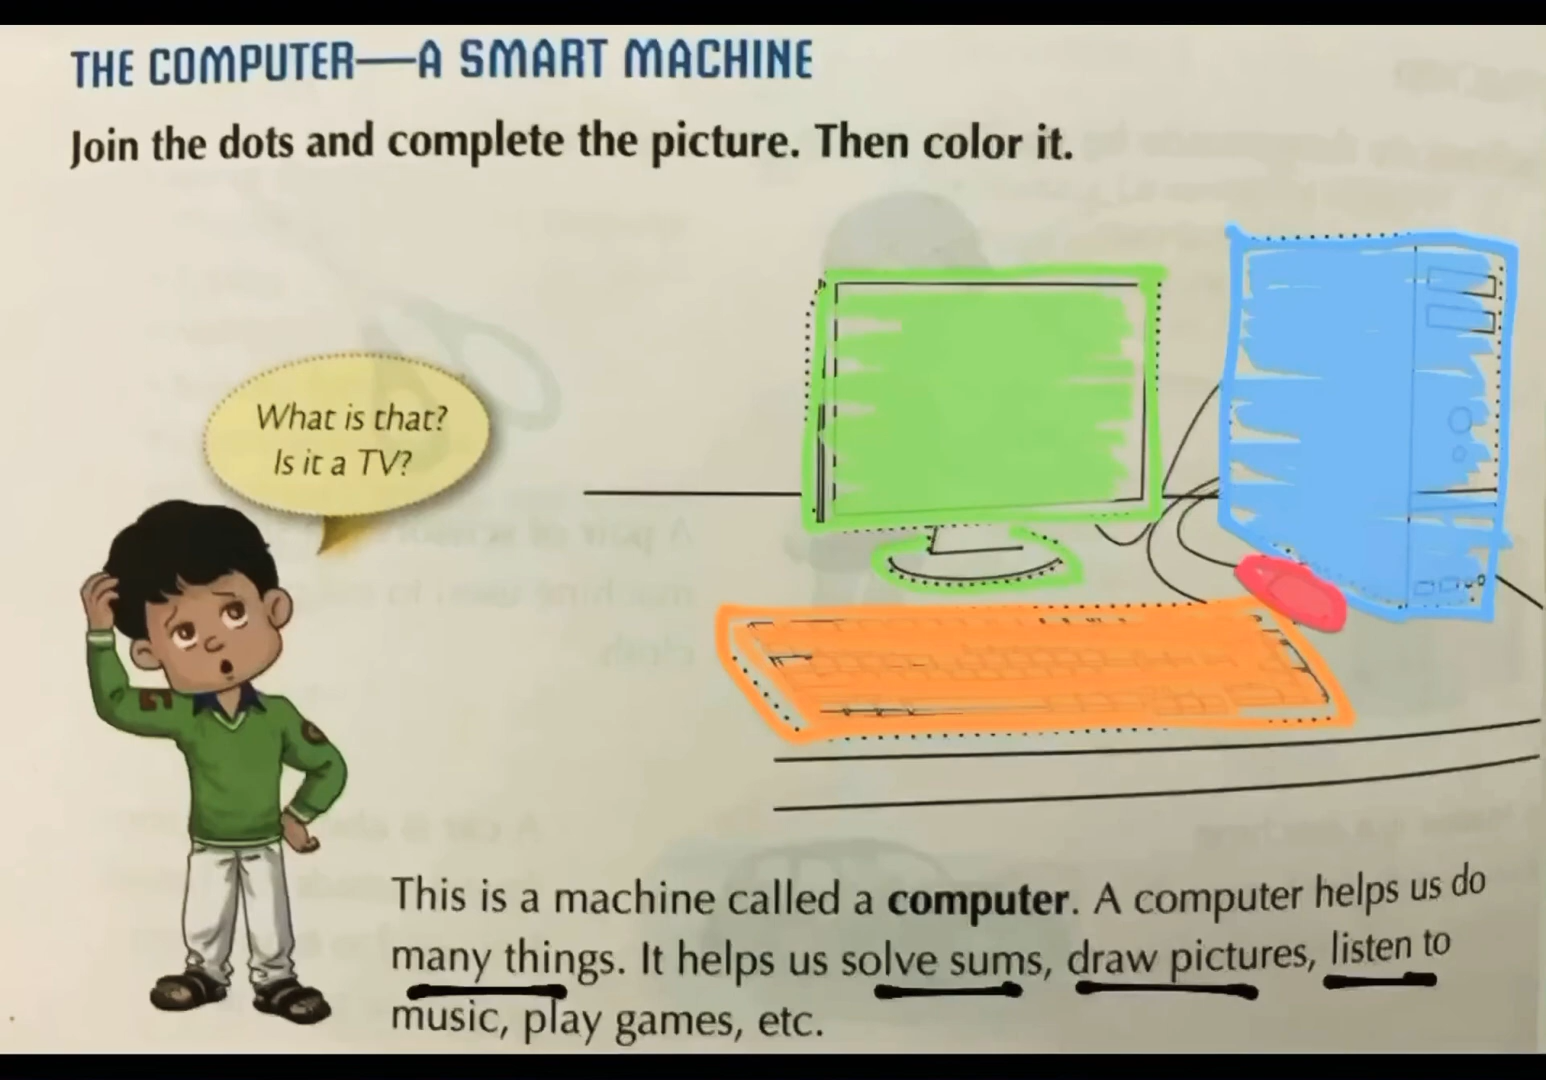 THE COMPUTER—A SMART MACHINE
Join the dots and complete the picture. Then color it.
What is that?
Is it a TV?
This is a machine called a computer. A computer helps us do
many things. It helps us solve sums, draw pictures, listen to
music, play games, etc.